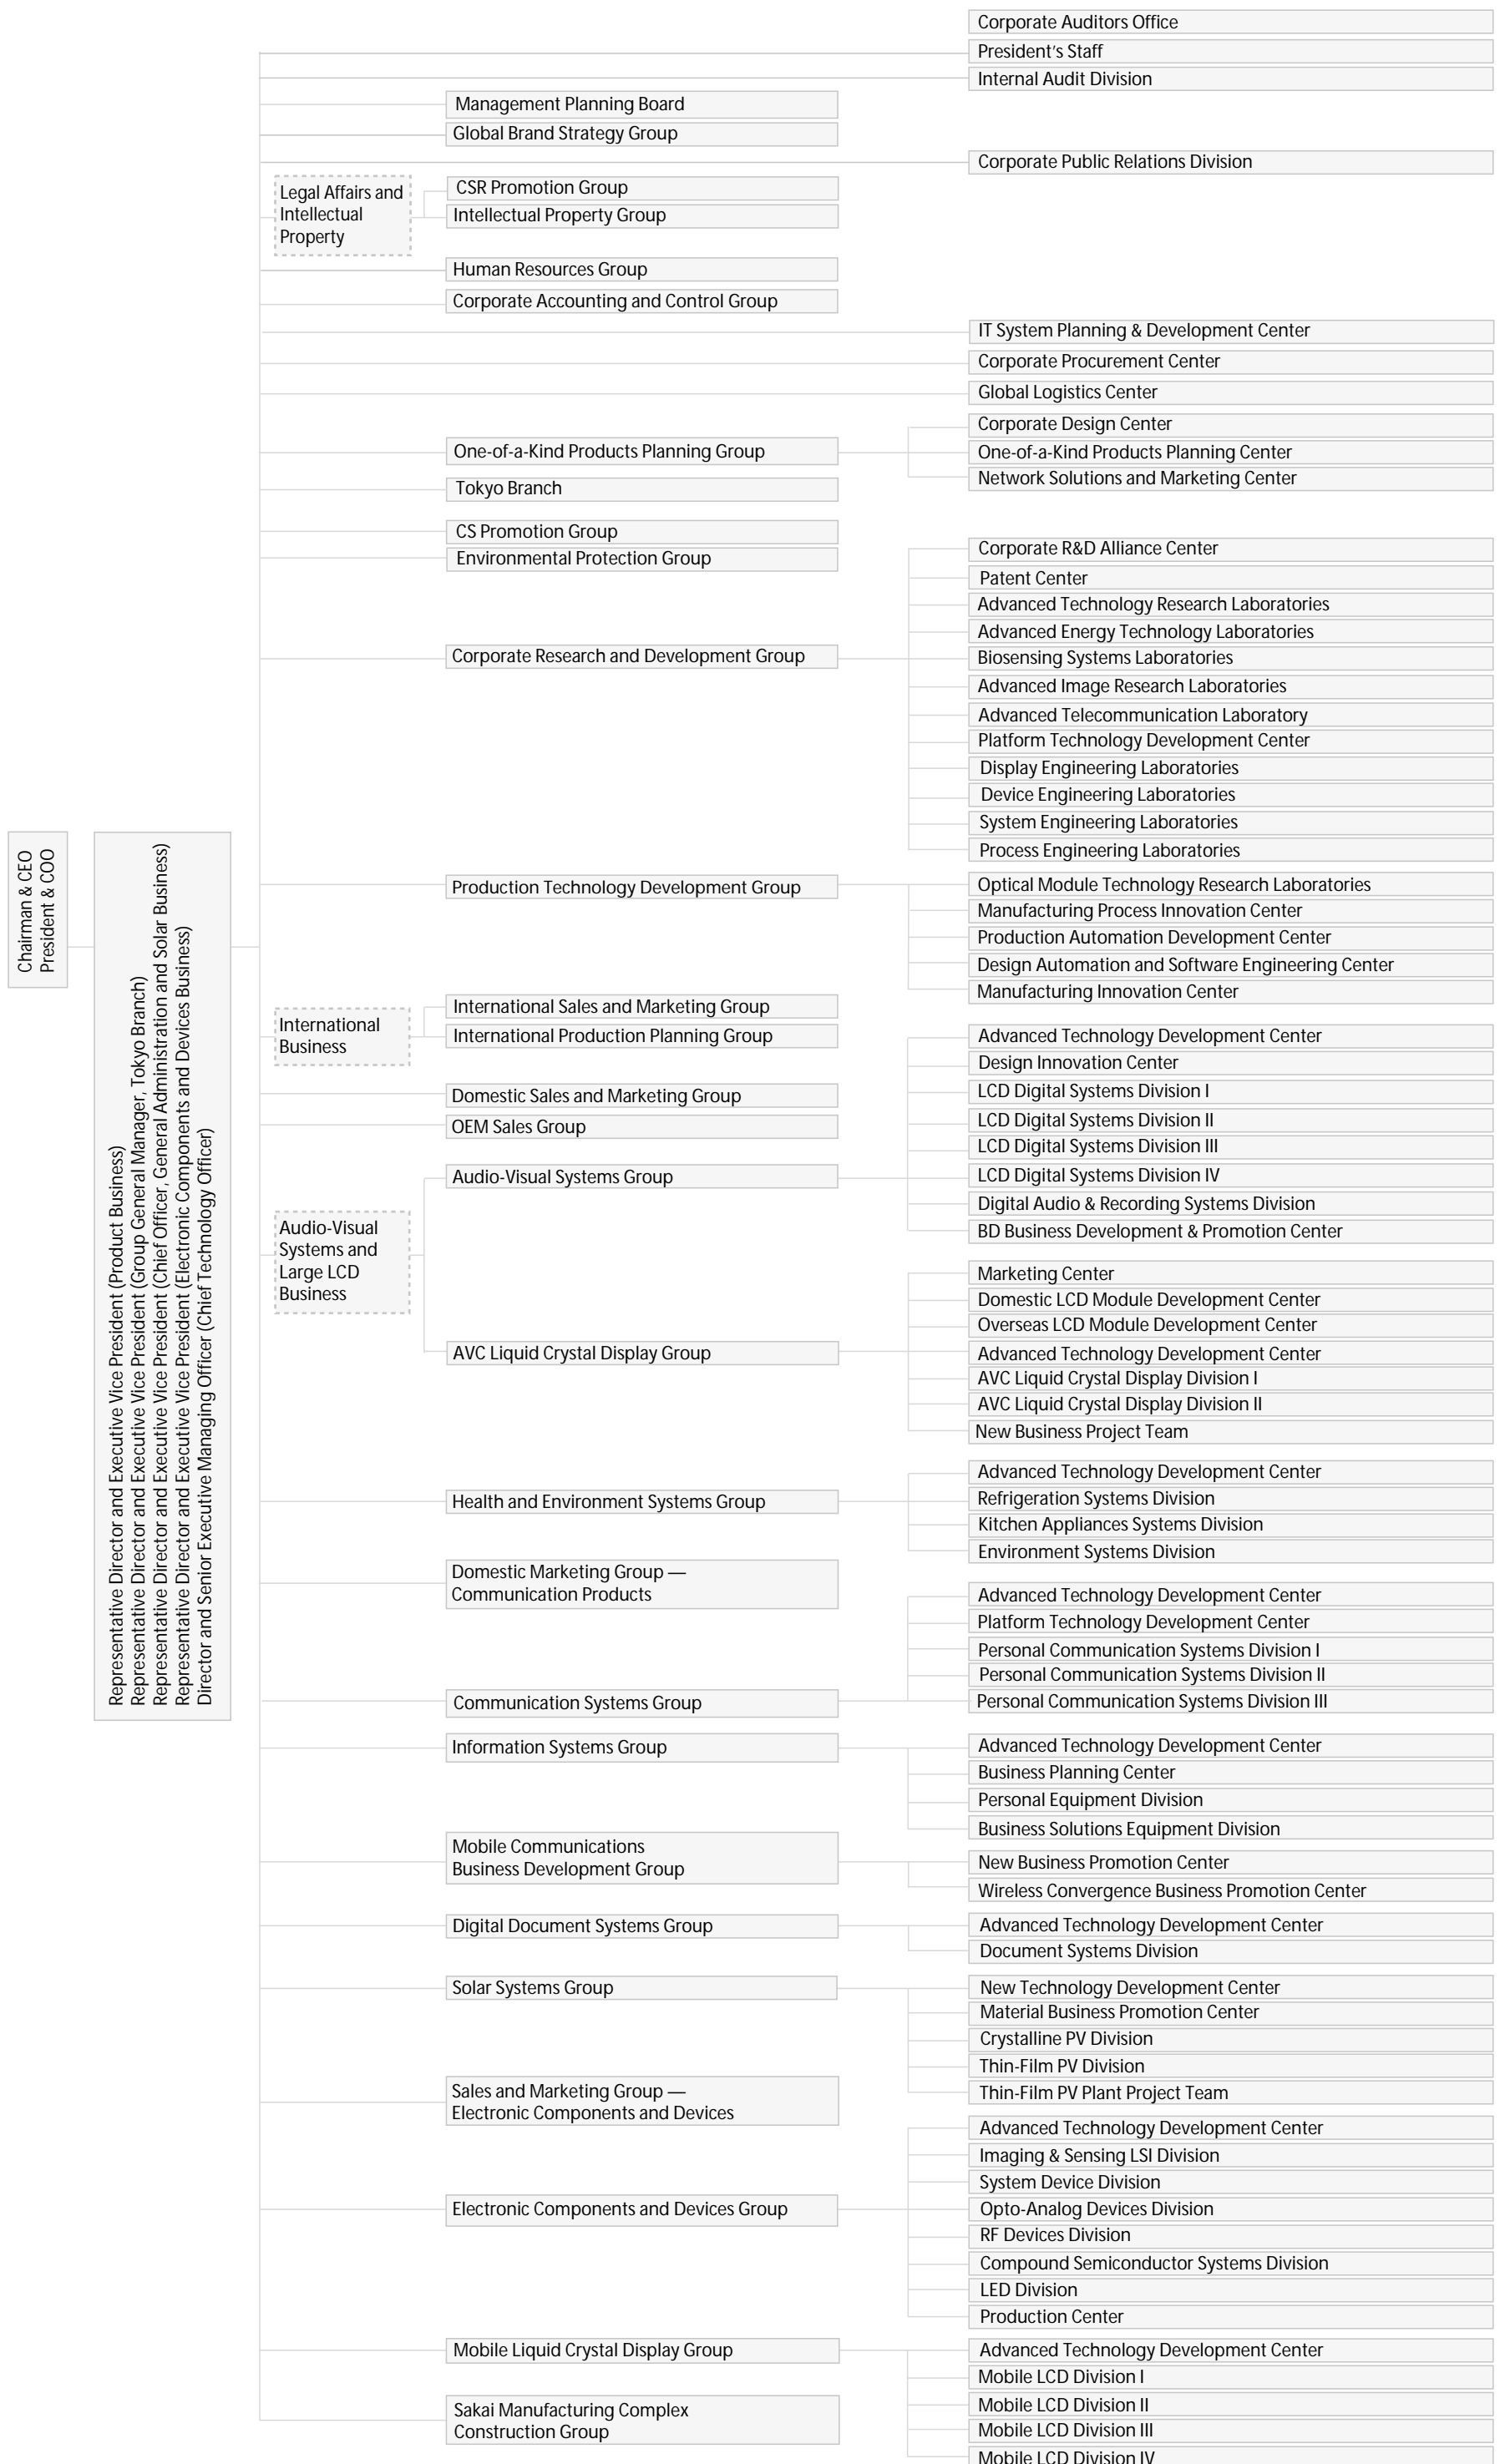 Chairman & CEO
President & COO
Representative Director and Executive Vice President (Product Business)
Representative Director and Executive Vice President (Group General Manager, Tokyo Branch)
Representative Director and Executive Vice President (Chief Officer, General Administration and Solar Business)
Representative Director and Executive Vice President (Electronic Components and Devices Business)
Director and Senior Executive Managing Officer (Chief Technology Officer)
Corporate Auditors Office
President's Staff
Internal Audit Division
Management Planning Board
Global Brand Strategy Group
Corporate Public Relations Division
Legal Affairs and
Intellectual
Property
CSR Promotion Group
Intellectual Property Group
Human Resources Group
Corporate Accounting and Control Group
IT System Planning & Development Center
Corporate Procurement Center
Global Logistics Center
One-of-a-Kind Products Planning Group
Corporate Design Center
One-of-a-Kind Products Planning Center
Network Solutions and Marketing Center
Tokyo Branch
CS Promotion Group
Environmental Protection Group
Corporate Research and Development Group
Corporate R&D Alliance Center
Patent Center
Advanced Technology Research Laboratories
Advanced Energy Technology Laboratories
Biosensing Systems Laboratories
Advanced Image Research Laboratories
Advanced Telecommunication Laboratory
Platform Technology Development Center
Display Engineering Laboratories
Device Engineering Laboratories
System Engineering Laboratories
Process Engineering Laboratories
Production Technology Development Group
Optical Module Technology Research Laboratories
Manufacturing Process Innovation Center
Production Automation Development Center
Design Automation and Software Engineering Center
Manufacturing Innovation Center
International
Business
International Sales and Marketing Group
International Production Planning Group
Domestic Sales and Marketing Group
OEM Sales Group
Audio-Visual
Systems and
Large LCD
Business
Audio-Visual Systems Group
Advanced Technology Development Center
Design Innovation Center
LCD Digital Systems Division I
LCD Digital Systems Division II
LCD Digital Systems Division III
LCD Digital Systems Division IV
Digital Audio & Recording Systems Division
BD Business Development & Promotion Center
AVC Liquid Crystal Display Group
Marketing Center
Domestic LCD Module Development Center
Overseas LCD Module Development Center
Advanced Technology Development Center
AVC Liquid Crystal Display Division I
AVC Liquid Crystal Display Division II
New Business Project Team
Health and Environment Systems Group
Advanced Technology Development Center
Refrigeration Systems Division
Kitchen Appliances Systems Division
Environment Systems Division
Domestic Marketing Group —
Communication Products
Communication Systems Group
Advanced Technology Development Center
Platform Technology Development Center
Personal Communication Systems Division I
Personal Communication Systems Division II
Personal Communication Systems Division III
Information Systems Group
Advanced Technology Development Center
Business Planning Center
Personal Equipment Division
Business Solutions Equipment Division
Mobile Communications
Business Development Group
New Business Promotion Center
Wireless Convergence Business Promotion Center
Digital Document Systems Group
Advanced Technology Development Center
Document Systems Division
Solar Systems Group
New Technology Development Center
Material Business Promotion Center
Crystalline PV Division
Thin-Film PV Division
Thin-Film PV Plant Project Team
Sales and Marketing Group —
Electronic Components and Devices
Electronic Components and Devices Group
Advanced Technology Development Center
Imaging & Sensing LSI Division
System Device Division
Opto-Analog Devices Division
RF Devices Division
Compound Semiconductor Systems Division
LED Division
Production Center
Mobile Liquid Crystal Display Group
Advanced Technology Development Center
Mobile LCD Division I
Mobile LCD Division II
Mobile LCD Division III
Mobile LCD Division IV
Sakai Manufacturing Complex
Construction Group